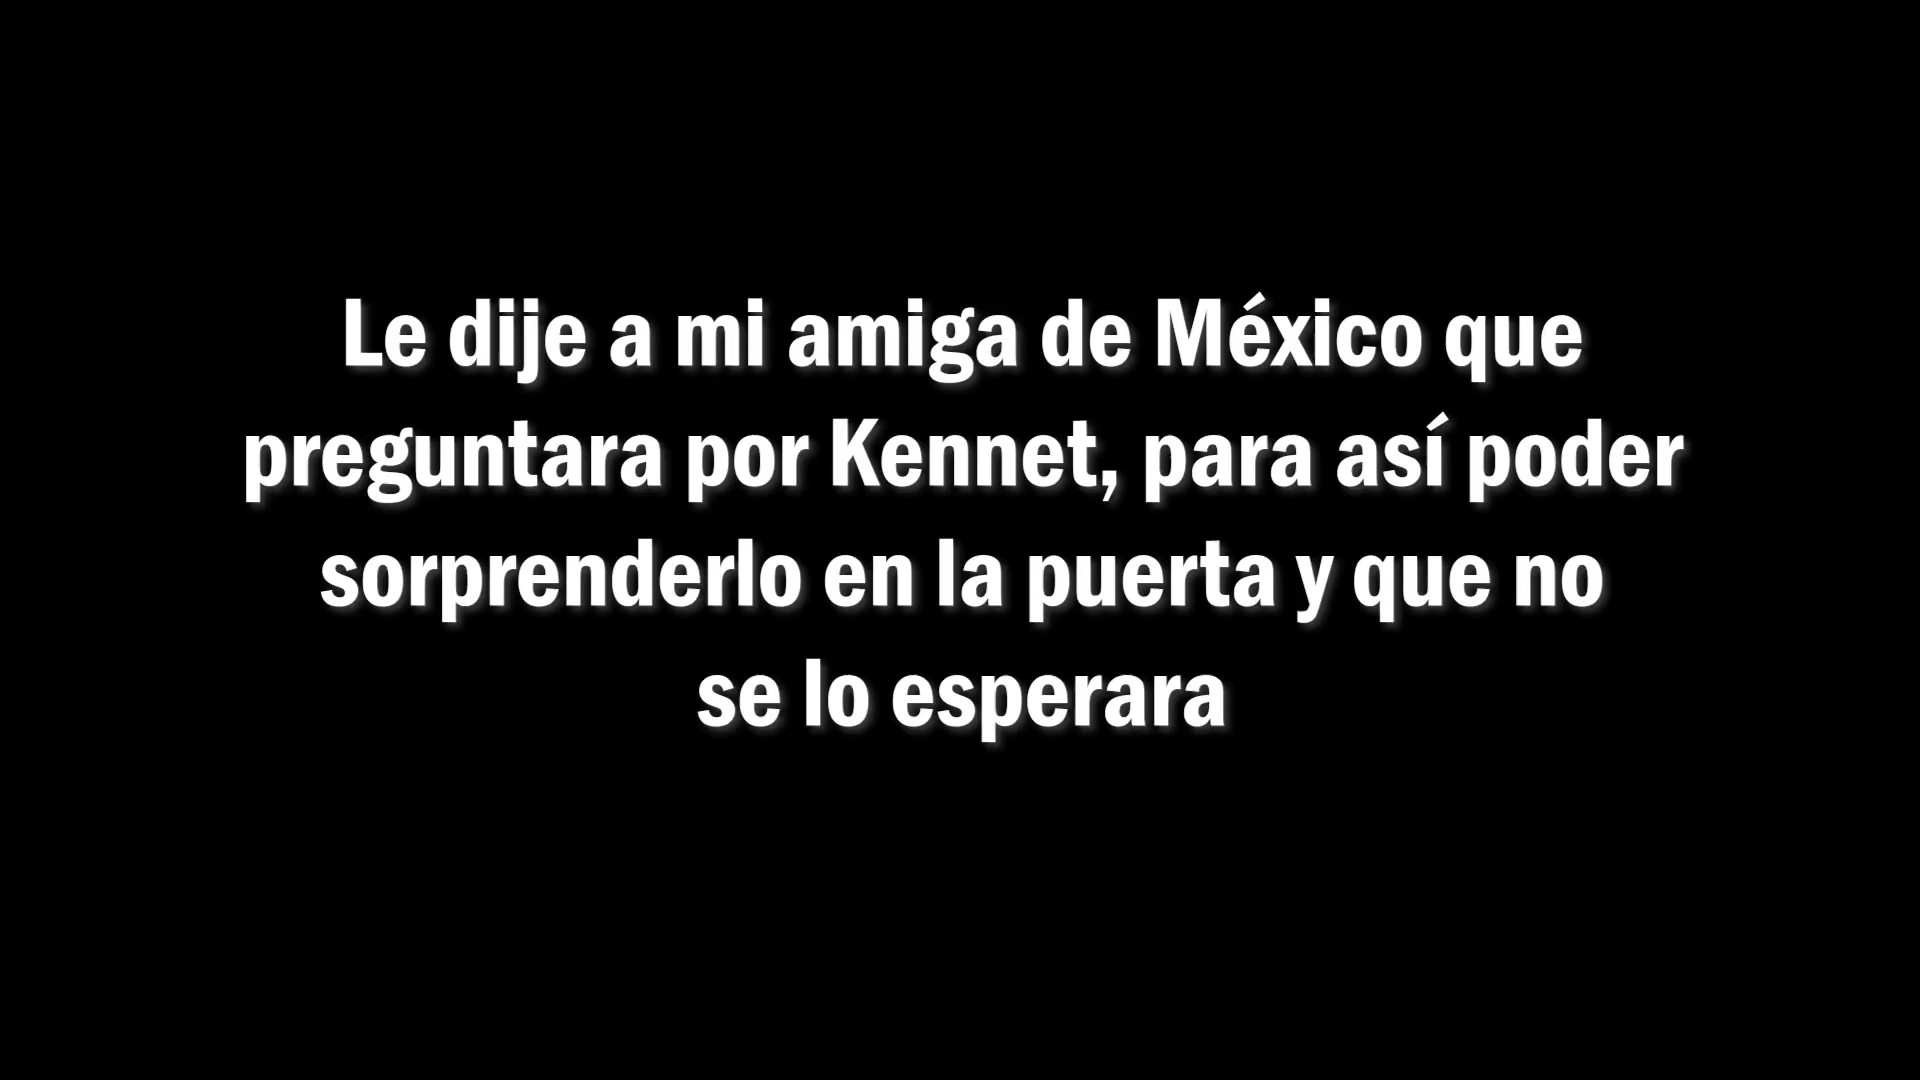 Le dije a mi amiga de México que
preguntara por Kennet, para así poder
sorprenderlo en la puerta y que no
se lo esperara